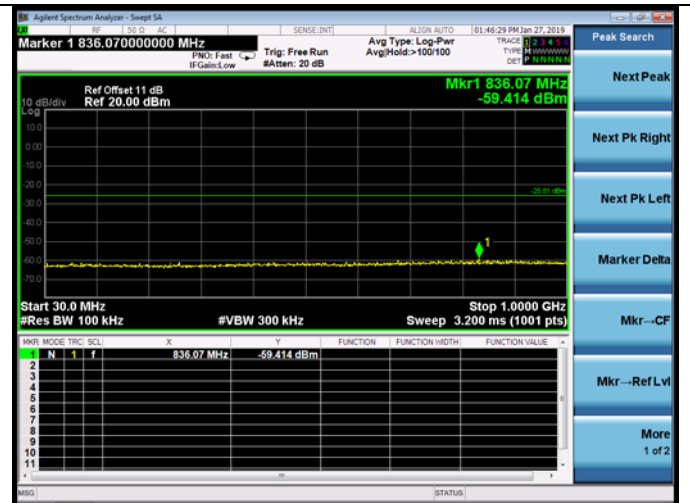 Agilent Spectrum Analyzer - Swept SA
RF 50 Ω AC SENSE:INT ALIGN AUTO 01:46:29 PM Jan 27, 2019
Marker 1 836.070000000 MHz
PNO: Fast
IFGain:Low
Trig: Free Run
#Atten: 20 dB
Avg Type: Log-Pwr
Avg|Hold:>100/100
TRACE 1 2 3 4 5 6
TYPE M WWWWW
DET P N N N N N
Mkr1 836.07 MHz
-59.414 dBm
Ref Offset 11 dB
10 dB/div Ref 20.00 dBm
Log
10.0
0.00
-10.0
-20.0
-25.81 dBm
-30.0
-40.0
-50.0
1
-60.0
-70.0
Start 30.0 MHz Stop 1.0000 GHz
#Res BW 100 kHz #VBW 300 kHz Sweep 3.200 ms (1001 pts)
MKR MODE TRC SCL X Y FUNCTION FUNCTION WIDTH FUNCTION VALUE
1 N 1 f 836.07 MHz -59.414 dBm
2
3
4
5
6
7
8
9
10
11
MSG STATUS
Peak Search
Next Peak
Next Pk Right
Next Pk Left
Marker Delta
Mkr→CF
Mkr→Ref Lvl
More
1 of 2